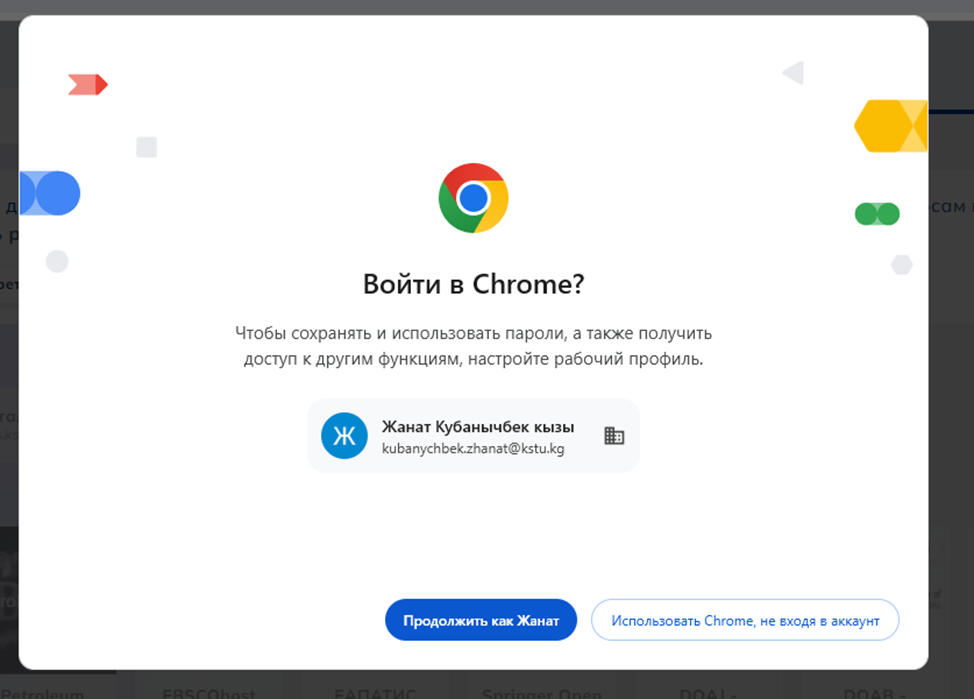 Войти в Chrome?
Чтобы сохранять и использовать пароли, а также получить
доступ к другим функциям, настройте рабочий профиль.
Ж
Жанат Кубанычбек кызы
kubanychbek.zhanat@kstu.kg
Продолжить как Жанат
Использовать Chrome, не входя в аккаунт
Petroleum
EBSCOhost
ЕАПАТИС
Springer Open
DOAJ -
DOAB -